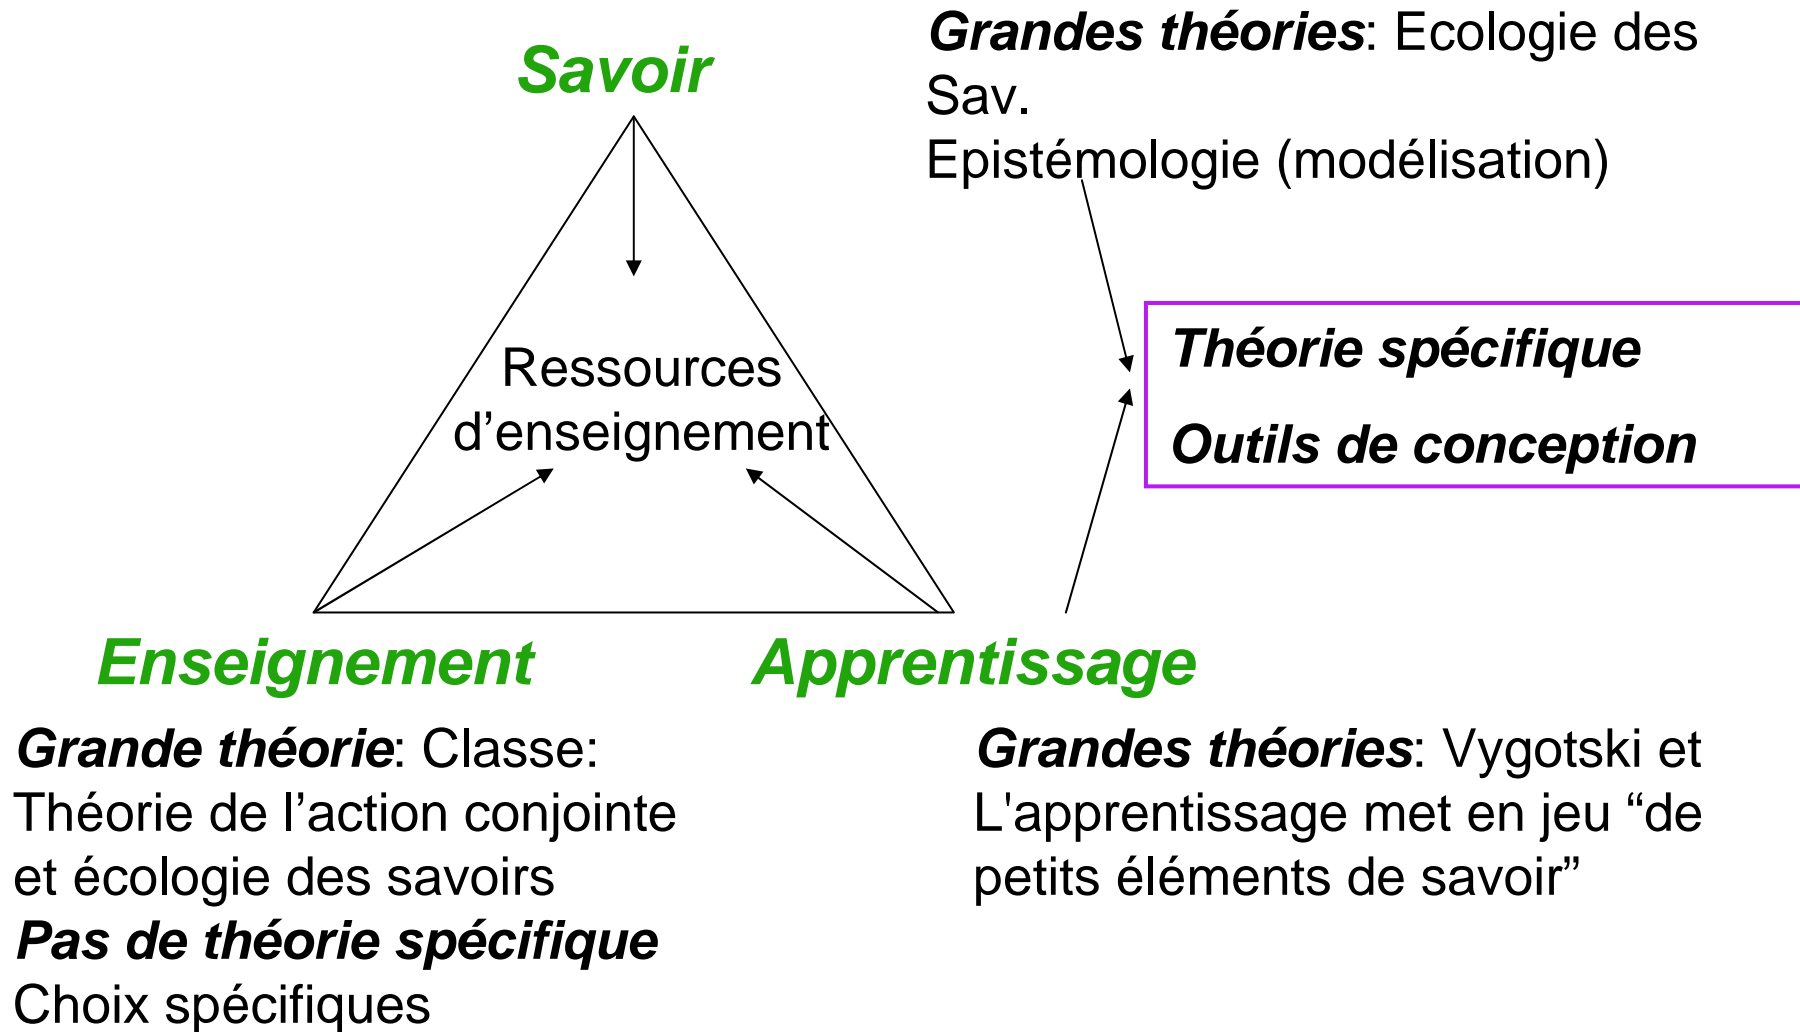 Savoir
Grandes théories: Ecologie des
Sav.
Epistémologie (modélisation)
Ressources
d’enseignement
Théorie spécifique
Outils de conception
Enseignement
Apprentissage
Grande théorie: Classe:
Théorie de l’action conjointe
et écologie des savoirs
Pas de théorie spécifique
Choix spécifiques
Grandes théories: Vygotski et
L'apprentissage met en jeu “de
petits éléments de savoir”